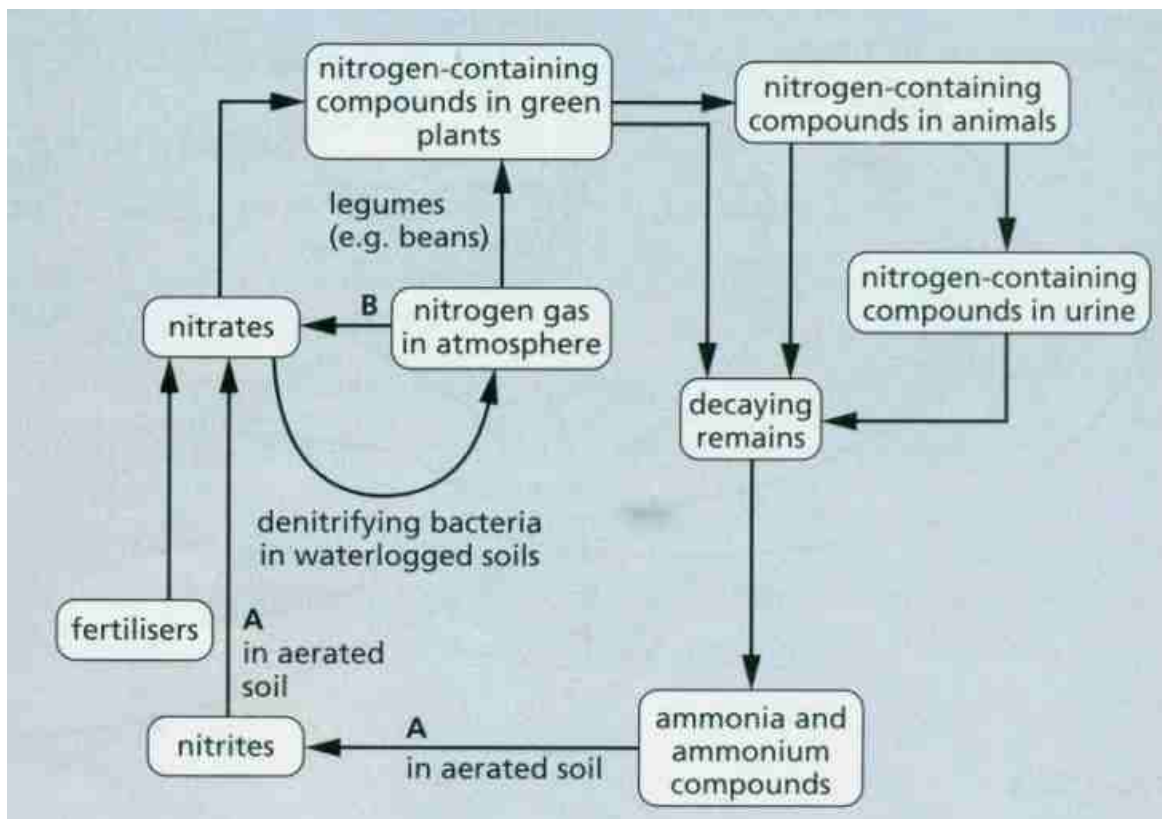 nitrogen-containing
compounds in green
plants
nitrogen-containing
compounds in animals
legumes
(e.g. beans)
nitrogen-containing
compounds in urine
nitrates
B
nitrogen gas
in atmosphere
decaying
remains
denitrifying bacteria
in waterlogged soils
fertilisers
A
in aerated
soil
nitrites
A
in aerated soil
ammonia and
ammonium
compounds